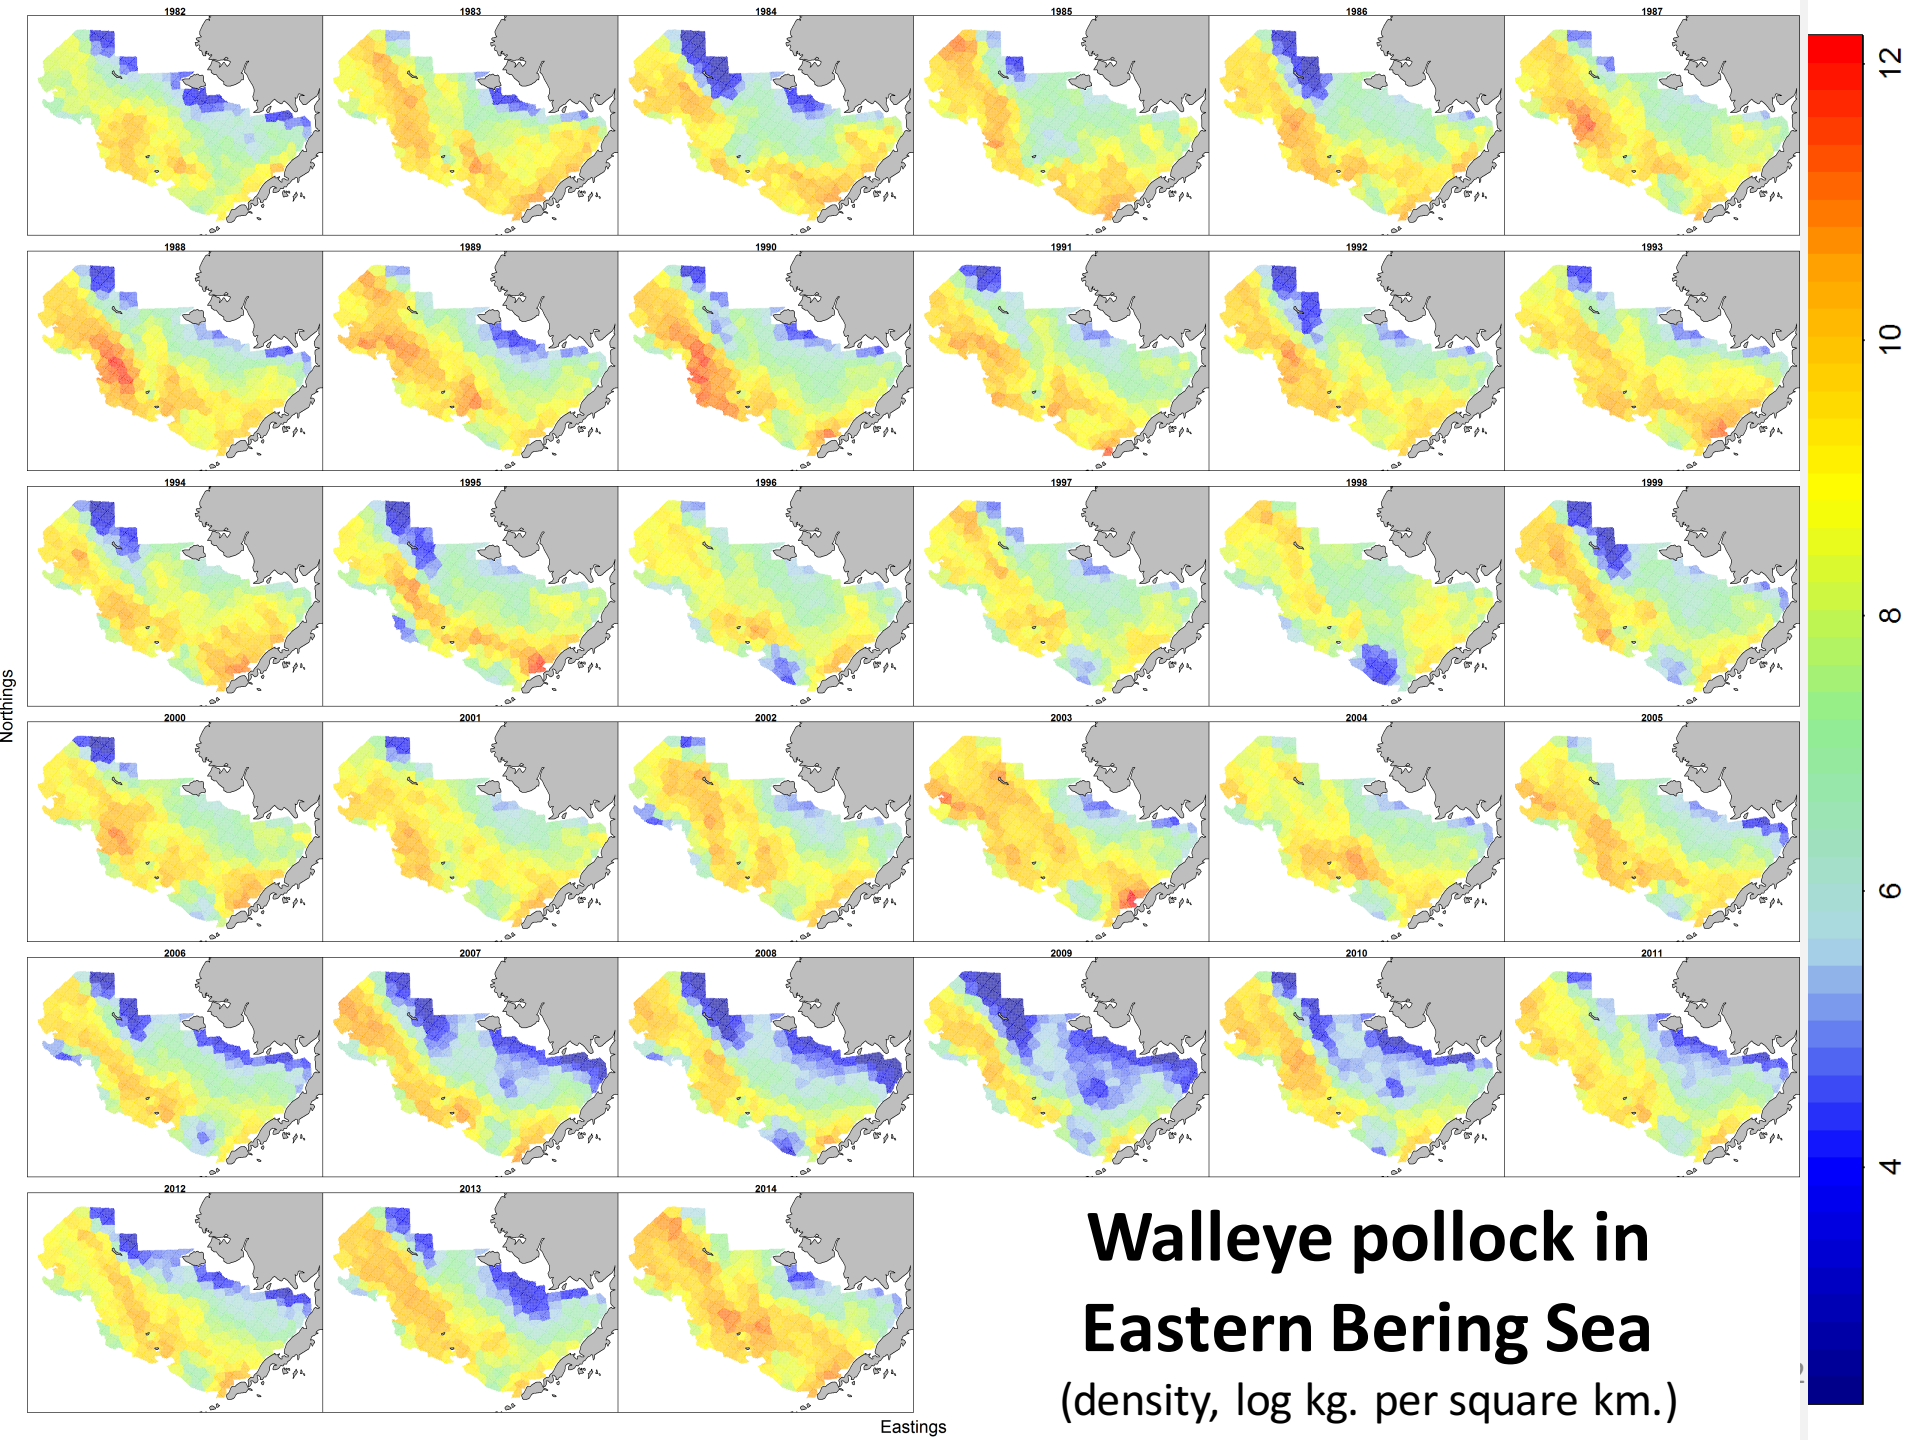 1982 1983 1984 1985 1986 1987
12
1988 1989 1990 1991 1992 1993
10
1994 1995 1996 1997 1998 1999
8
Northings
2000 2001 2002 2003 2004 2005
6
2006 2007 2008 2009 2010 2011
4
2012 2013 2014
Walleye pollock in
Eastern Bering Sea
(density, log kg. per square km.)
Eastings